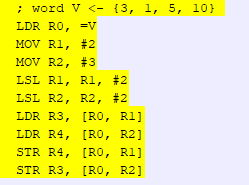 ; word V <- {3, 1, 5, 10}
LDR R0, =V
MOV R1, #2
MOV R2, #3
LSL R1, R1, #2
LSL R2, R2, #2
LDR R3, [R0, R1]
LDR R4, [R0, R2]
STR R4, [R0, R1]
STR R3, [R0, R2]